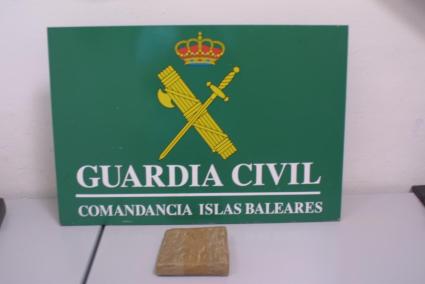 GUARDIA CIVIL
COMANDANCIA ISLAS BALEARES